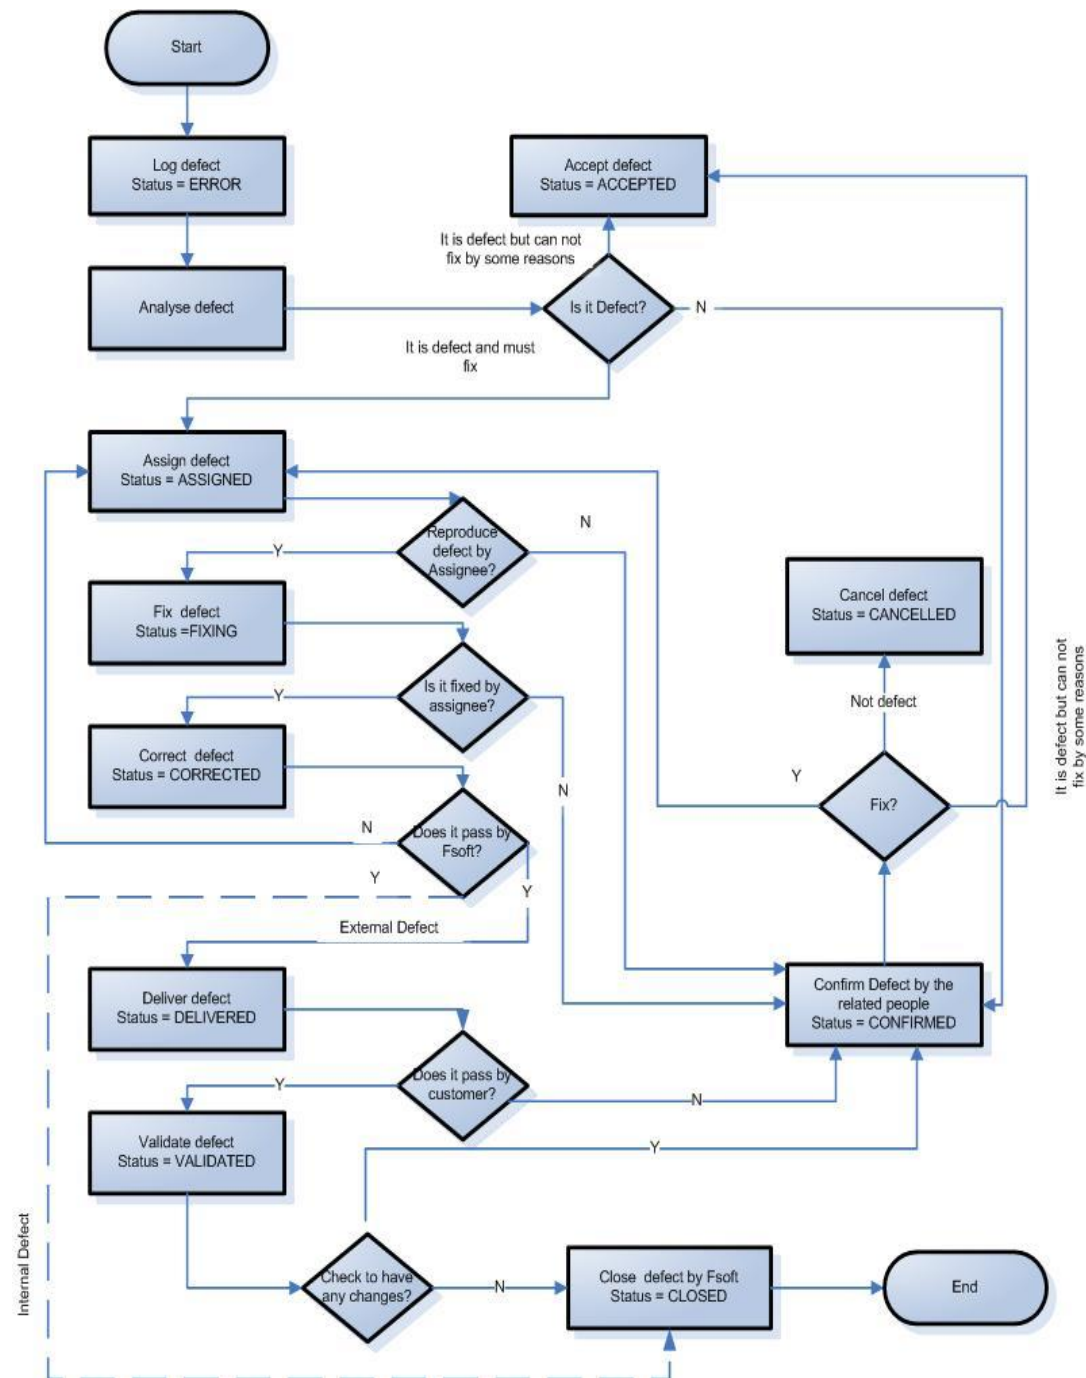 Start
Log defect
Status = ERROR
Accept defect
Status = ACCEPTED
It is defect but can not
fix by some reasons
Analyse defect
Is it Defect?
N
It is defect and must
fix
Assign defect
Status = ASSIGNED
N
Reproduce
defect by
Assignee?
Y
Fix defect
Status =FIXING
Cancel defect
Status = CANCELLED
Is it fixed by
assignee?
Y
Not defect
It is defect but can not
fix by some reasons
Correct defect
Status = CORRECTED
N
Y
Fix?
Does it pass by
Fsoft?
N
Y
Y
External Defect
Deliver defect
Status = DELIVERED
Confirm Defect by the
related people
Status = CONFIRMED
Does it pass by
customer?
Y
N
Validate defect
Status = VALIDATED
Y
Internal Defect
Check to have
any changes?
N
Close defect by Fsoft
Status = CLOSED
End